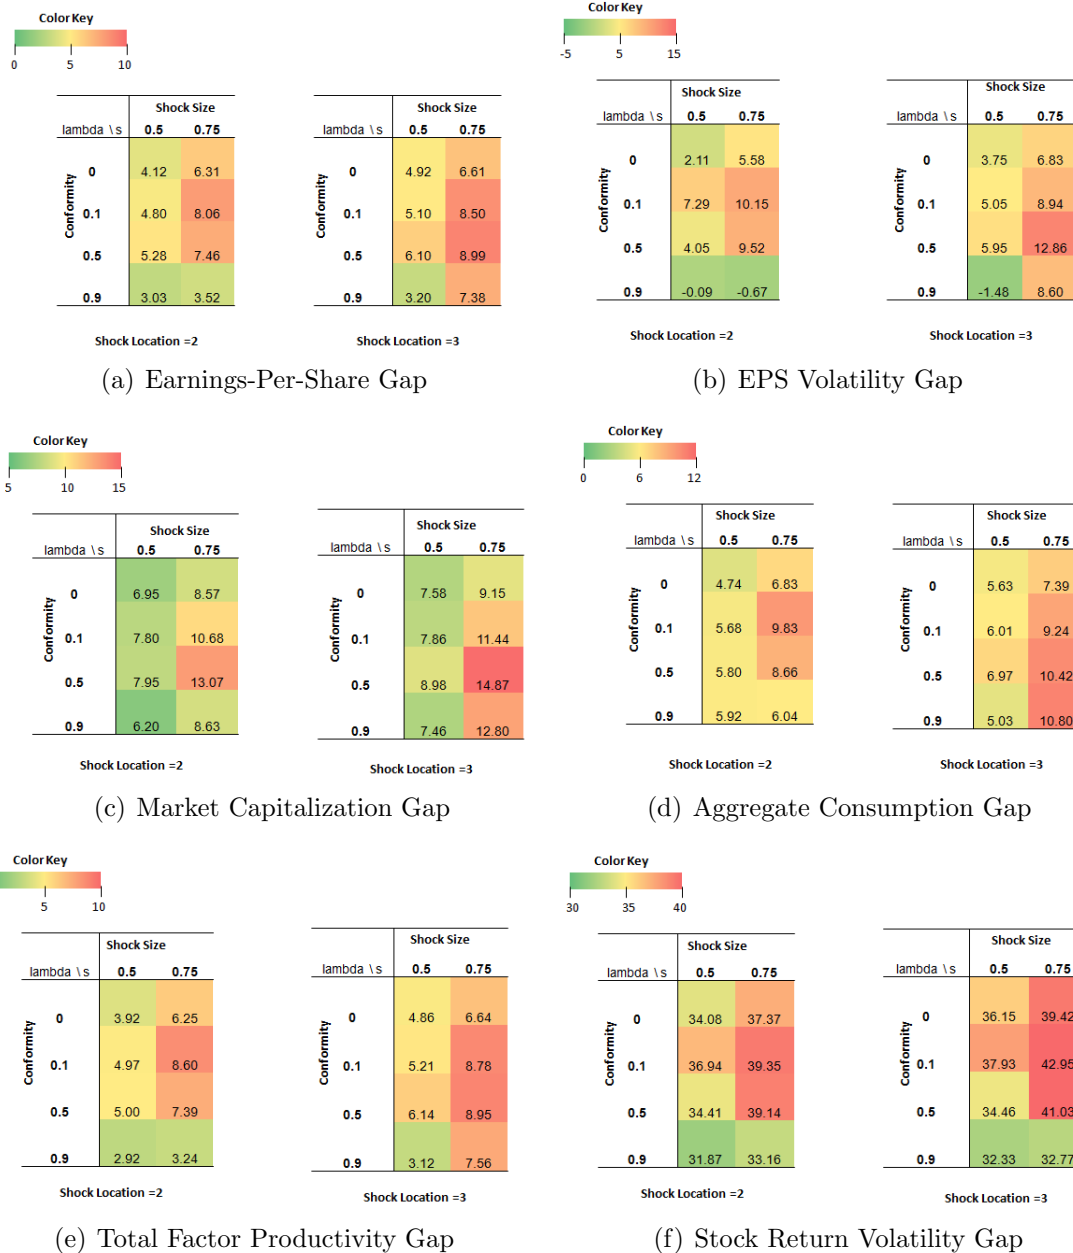 Color Key
0 5 10
Shock Size
lambda \ s 0.5 0.75
Conformity
0 4.12 6.31
0.1 4.80 8.06
0.5 5.28 7.46
0.9 3.03 3.52
Shock Location =2
Shock Size
lambda \ s 0.5 0.75
Conformity
0 4.92 6.61
0.1 5.10 8.50
0.5 6.10 8.99
0.9 3.20 7.38
Shock Location =3
(a) Earnings-Per-Share Gap
Color Key
-5 5 15
Shock Size
lambda \ s 0.5 0.75
Conformity
0 2.11 5.58
0.1 7.29 10.15
0.5 4.05 9.52
0.9 -0.09 -0.67
Shock Location =2
Shock Size
lambda \ s 0.5 0.75
Conformity
0 3.75 6.83
0.1 5.05 8.94
0.5 5.95 12.86
0.9 -1.48 8.60
Shock Location =3
(b) EPS Volatility Gap
Color Key
5 10 15
Shock Size
lambda \ s 0.5 0.75
Conformity
0 6.95 8.57
0.1 7.80 10.68
0.5 7.95 13.07
0.9 6.20 8.63
Shock Location =2
Shock Size
lambda \ s 0.5 0.75
Conformity
0 7.58 9.15
0.1 7.86 11.44
0.5 8.98 14.87
0.9 7.46 12.80
Shock Location =3
(c) Market Capitalization Gap
Color Key
0 6 12
Shock Size
lambda \ s 0.5 0.75
Conformity
0 4.74 6.83
0.1 5.68 9.83
0.5 5.80 8.66
0.9 5.92 6.04
Shock Location =2
Shock Size
lambda \ s 0.5 0.75
Conformity
0 5.63 7.39
0.1 6.01 9.24
0.5 6.97 10.42
0.9 5.03 10.80
Shock Location =3
(d) Aggregate Consumption Gap
Color Key
5 10
Shock Size
lambda \ s 0.5 0.75
Conformity
0 3.92 6.25
0.1 4.97 8.60
0.5 5.00 7.39
0.9 2.92 3.24
Shock Location =2
Shock Size
lambda \ s 0.5 0.75
Conformity
0 4.86 6.64
0.1 5.21 8.78
0.5 6.14 8.95
0.9 3.12 7.56
Shock Location =3
(e) Total Factor Productivity Gap
Color Key
30 35 40
Shock Size
lambda \ s 0.5 0.75
Conformity
0 34.08 37.37
0.1 36.94 39.35
0.5 34.41 39.14
0.9 31.87 33.16
Shock Location =2
Shock Size
lambda \ s 0.5 0.75
Conformity
0 36.15 39.42
0.1 37.93 42.95
0.5 34.46 41.03
0.9 32.33 32.77
Shock Location =3
(f) Stock Return Volatility Gap